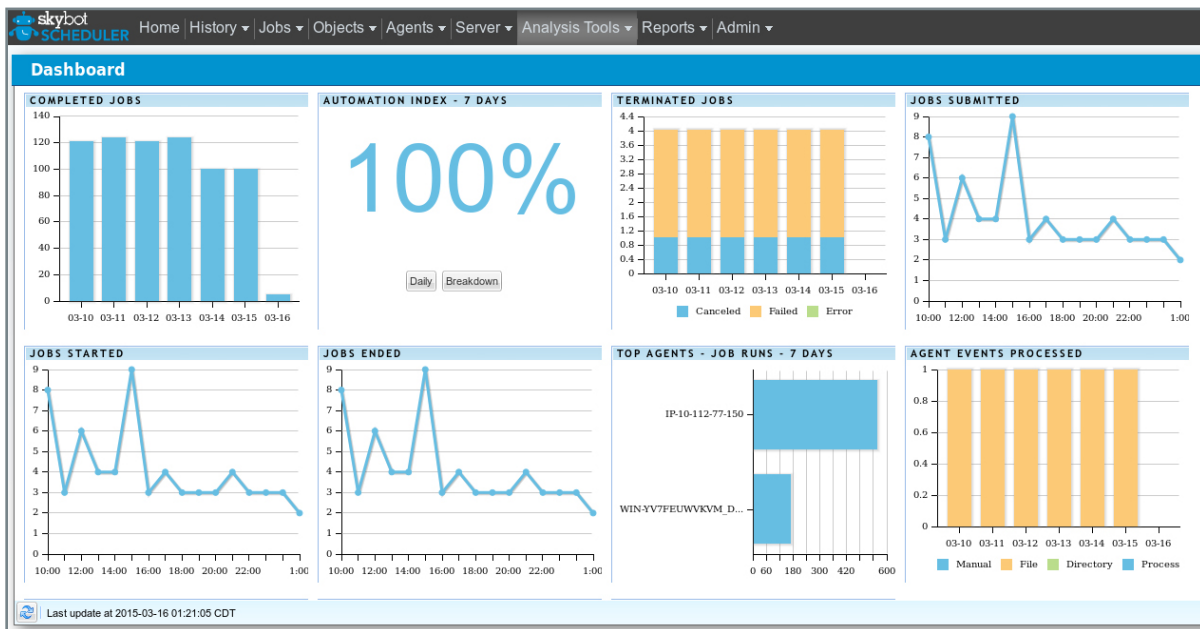 skybot
SCHEDULER
Home History Jobs Objects Agents Server Analysis Tools Reports Admin
Dashboard
COMPLETED JOBS
140
120
100
80
60
40
20
0
03-10 03-11 03-12 03-13 03-14 03-15 03-16
AUTOMATION INDEX - 7 DAYS
100%
Daily Breakdown
TERMINATED JOBS
4.4
4
3.6
3.2
2.8
2.4
2
1.6
1.2
0.8
0.4
0
03-10 03-11 03-12 03-13 03-14 03-15 03-16
Canceled Failed Error
JOBS SUBMITTED
9
8
7
6
5
4
3
2
1
0
10:00 12:00 14:00 16:00 18:00 20:00 22:00 1:00
JOBS STARTED
9
8
7
6
5
4
3
2
1
0
10:00 12:00 14:00 16:00 18:00 20:00 22:00 1:00
JOBS ENDED
9
8
7
6
5
4
3
2
1
0
10:00 12:00 14:00 16:00 18:00 20:00 22:00 1:00
TOP AGENTS - JOB RUNS - 7 DAYS
IP-10-112-77-150
WIN-YV7FEUWVKVM_D...
0 60 180 300 420 600
AGENT EVENTS PROCESSED
1
0.8
0.6
0.4
0.2
0
03-10 03-11 03-12 03-13 03-14 03-15 03-16
Manual File Directory Process
Last update at 2015-03-16 01:21:05 CDT